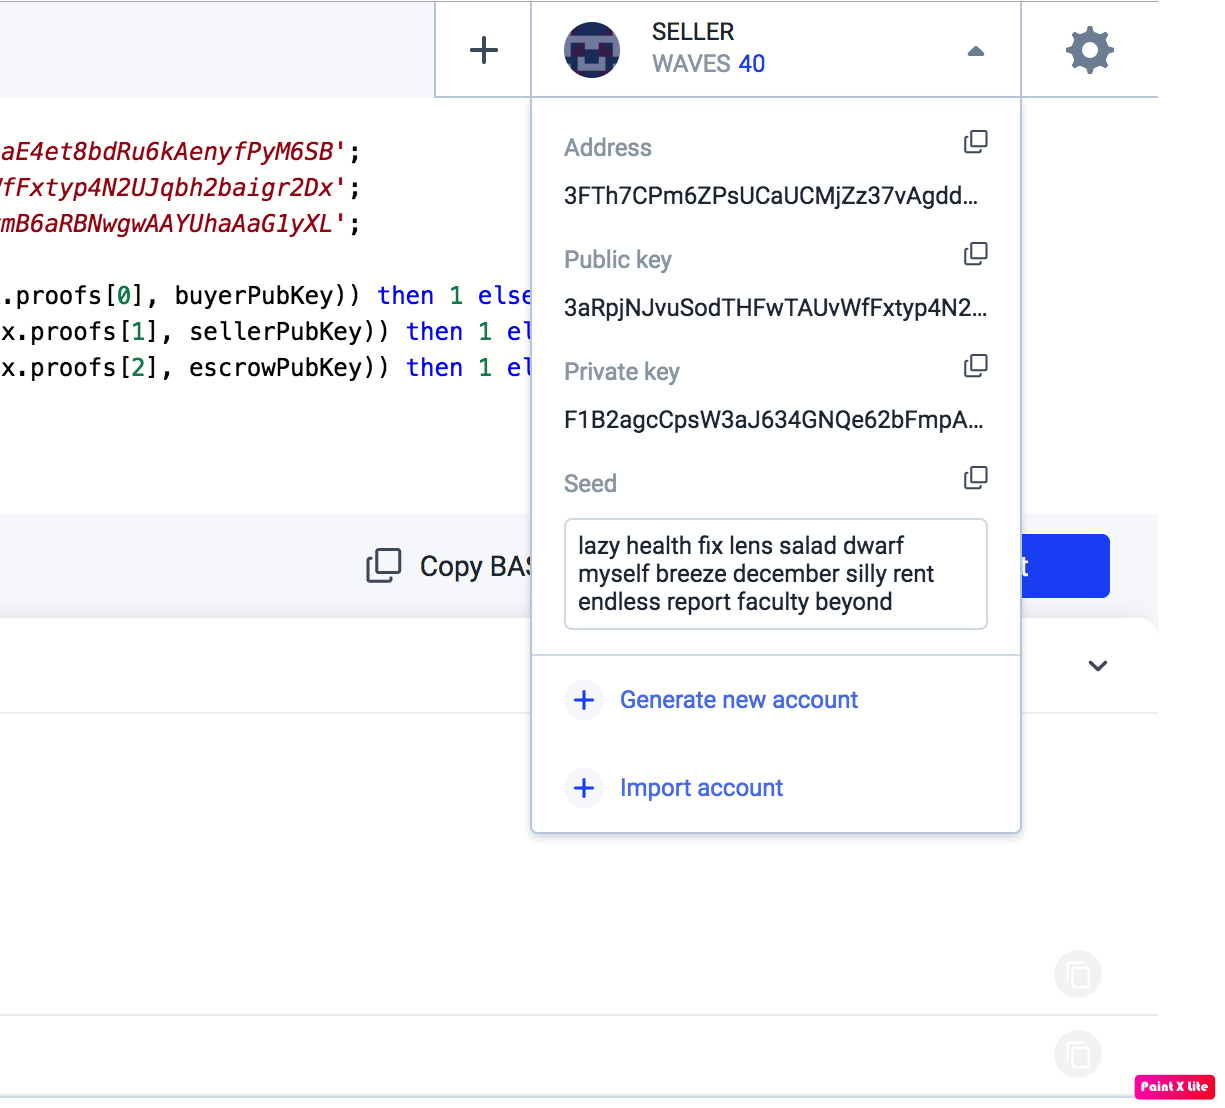 SELLER
WAVES 40
aE4et8bdRu6kAenyfPyM6SB';
fFxtyp4N2UJqbh2baigr2Dx';
mB6aRBNwgwAAYUhaAaG1yXL';
.proofs[0], buyerPubKey)) then 1 else
x.proofs[1], sellerPubKey)) then 1 el
x.proofs[2], escrowPubKey)) then 1 el
Address
3FTh7CPm6ZPsUCaUCMjZz37vAgdd...
Public key
3aRpjNJvuSodTHFwTAUvWfFxtyp4N2...
Private key
F1B2agcCpsW3aJ634GNQe62bFmpA...
Seed
lazy health fix lens salad dwarf
myself breeze december silly rent
endless report faculty beyond
Copy BAS
t
Generate new account
Import account
Paint X Lite